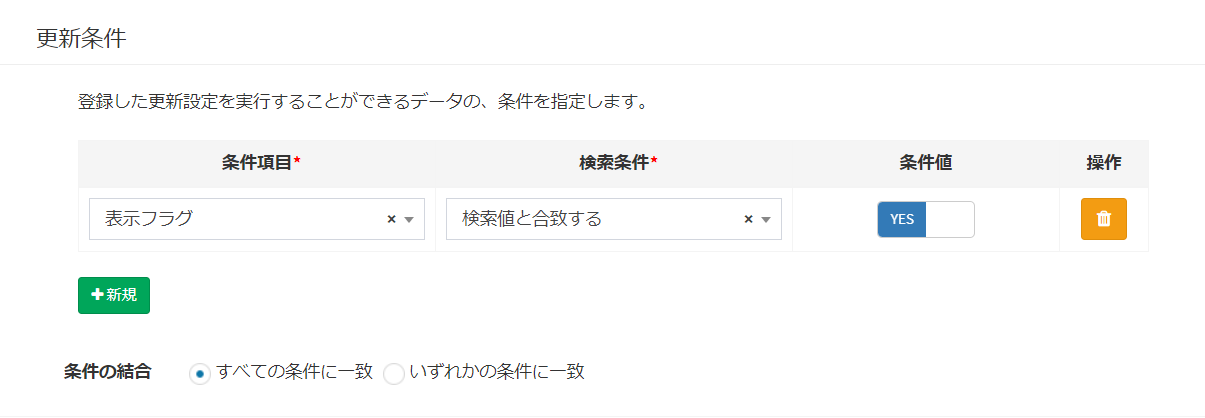 更新条件
登録した更新設定を実行することができるデータの、条件を指定します。
条件項目* 検索条件* 条件値 操作
表示フラグ × 検索値と合致する × YES
+新規
条件の結合 すべての条件に一致 いずれかの条件に一致